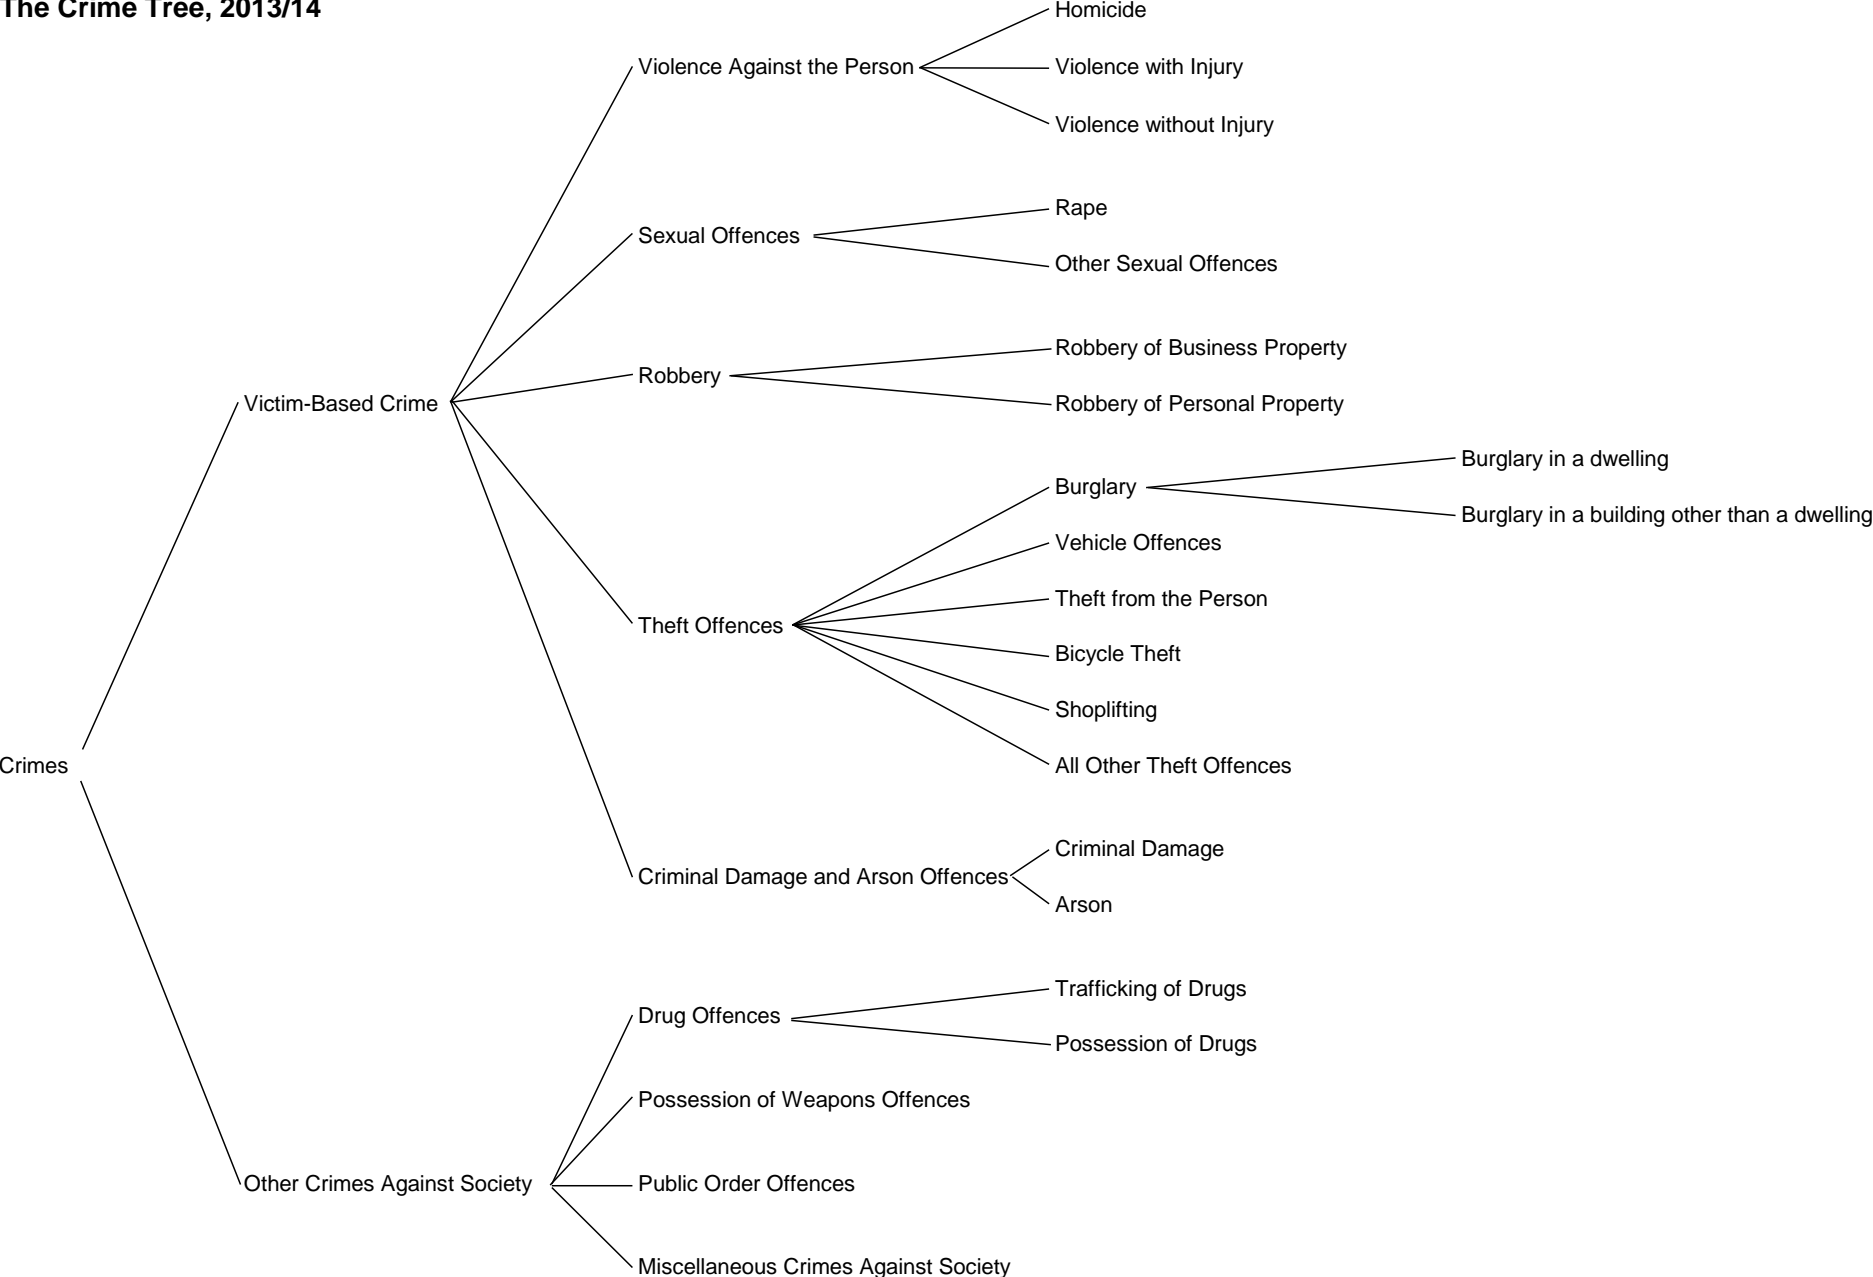 The Crime Tree, 2013/14
Homicide
Violence Against the Person
Violence with Injury
Violence without Injury
Rape
Sexual Offences
Other Sexual Offences
Robbery of Business Property
Robbery
Robbery of Personal Property
Victim-Based Crime
Burglary in a dwelling
Burglary
Burglary in a building other than a dwelling
Vehicle Offences
Theft from the Person
Theft Offences
Bicycle Theft
Shoplifting
All Other Theft Offences
Crimes
Criminal Damage
Criminal Damage and Arson Offences
Arson
Trafficking of Drugs
Drug Offences
Possession of Drugs
Possession of Weapons Offences
Other Crimes Against Society
Public Order Offences
Miscellaneous Crimes Against Society